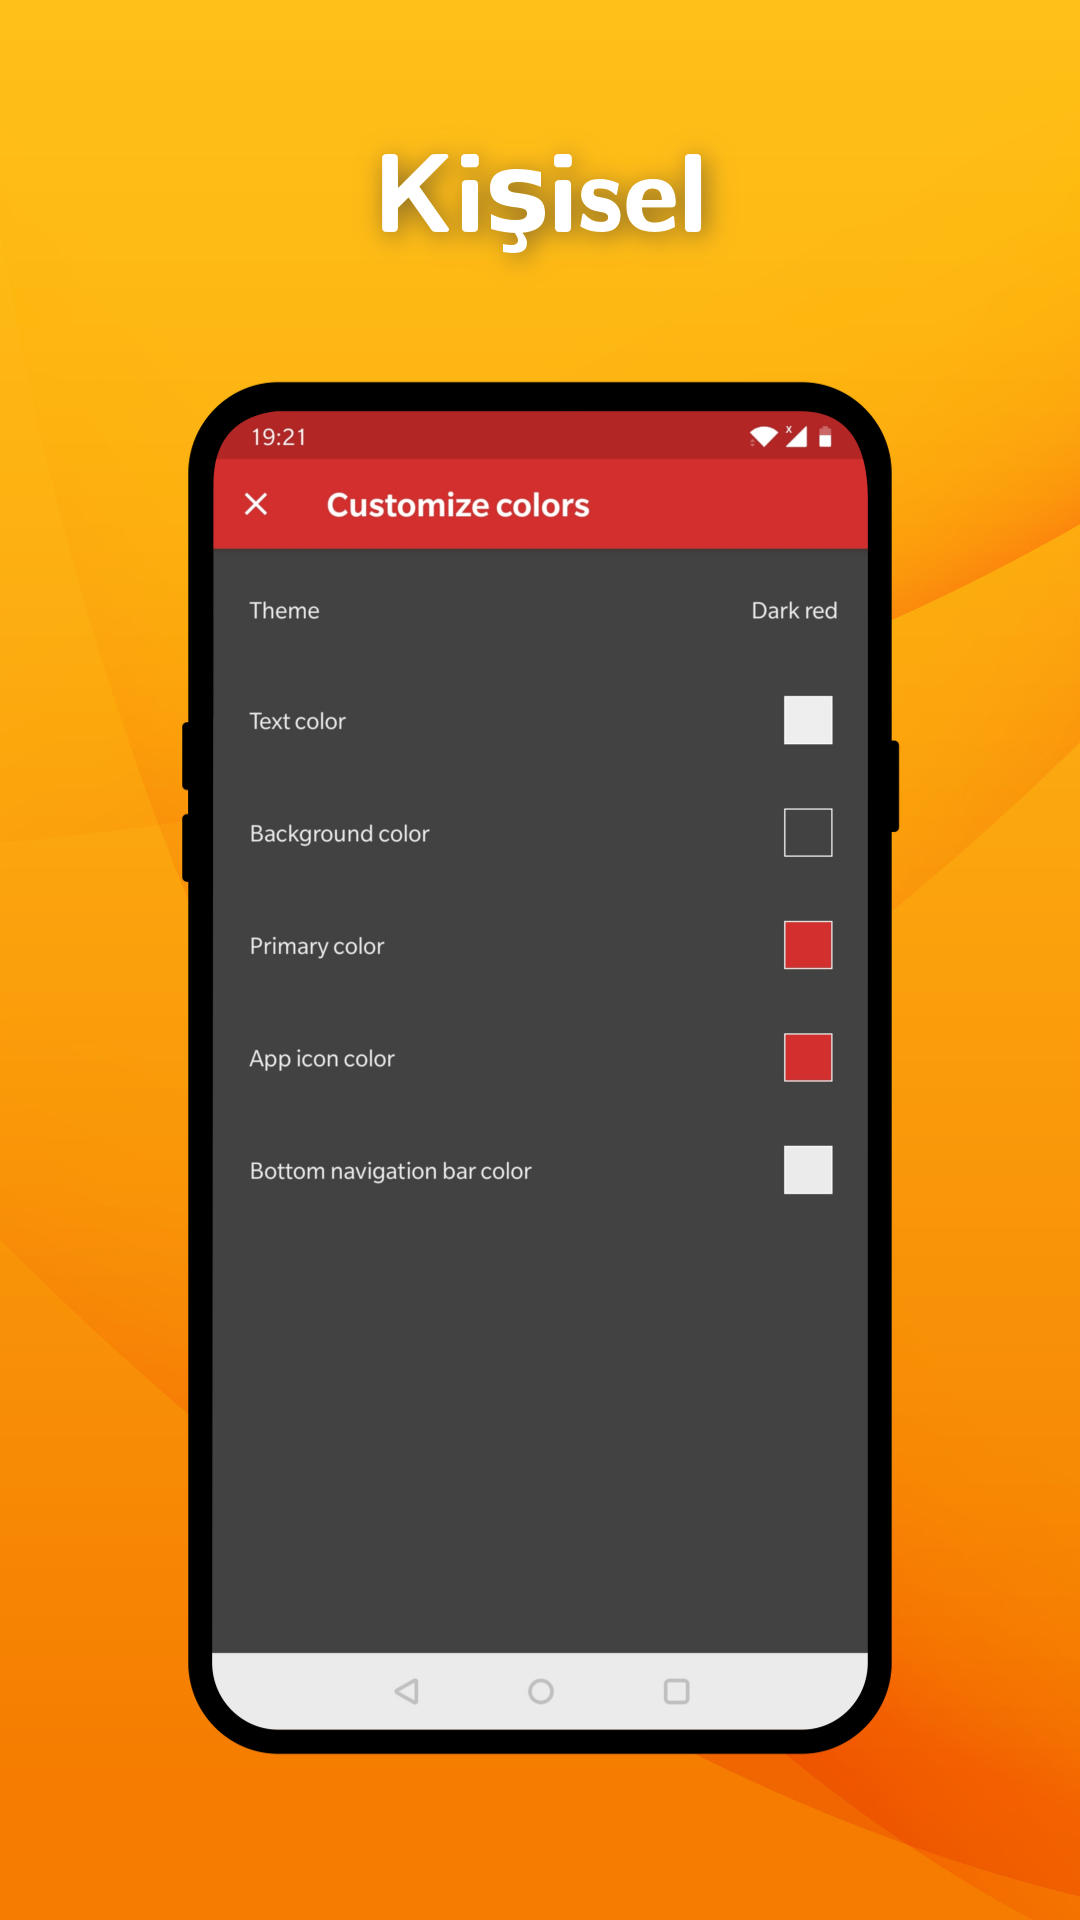 Kişisel
19:21
Customize colors
Theme Dark red
Text color
Background color
Primary color
App icon color
Bottom navigation bar color